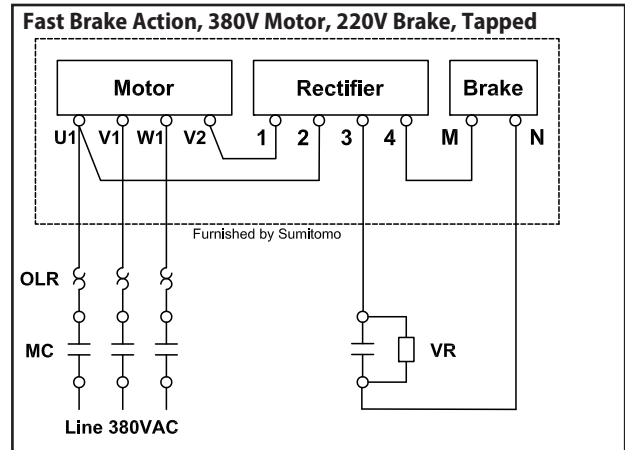 Fast Brake Action, 380V Motor, 220V Brake, Tapped
Motor Rectifier Brake
U1 V1 W1 V2 1 2 3 4 M N
Furnished by Sumitomo
OLR
MC VR
Line 380VAC